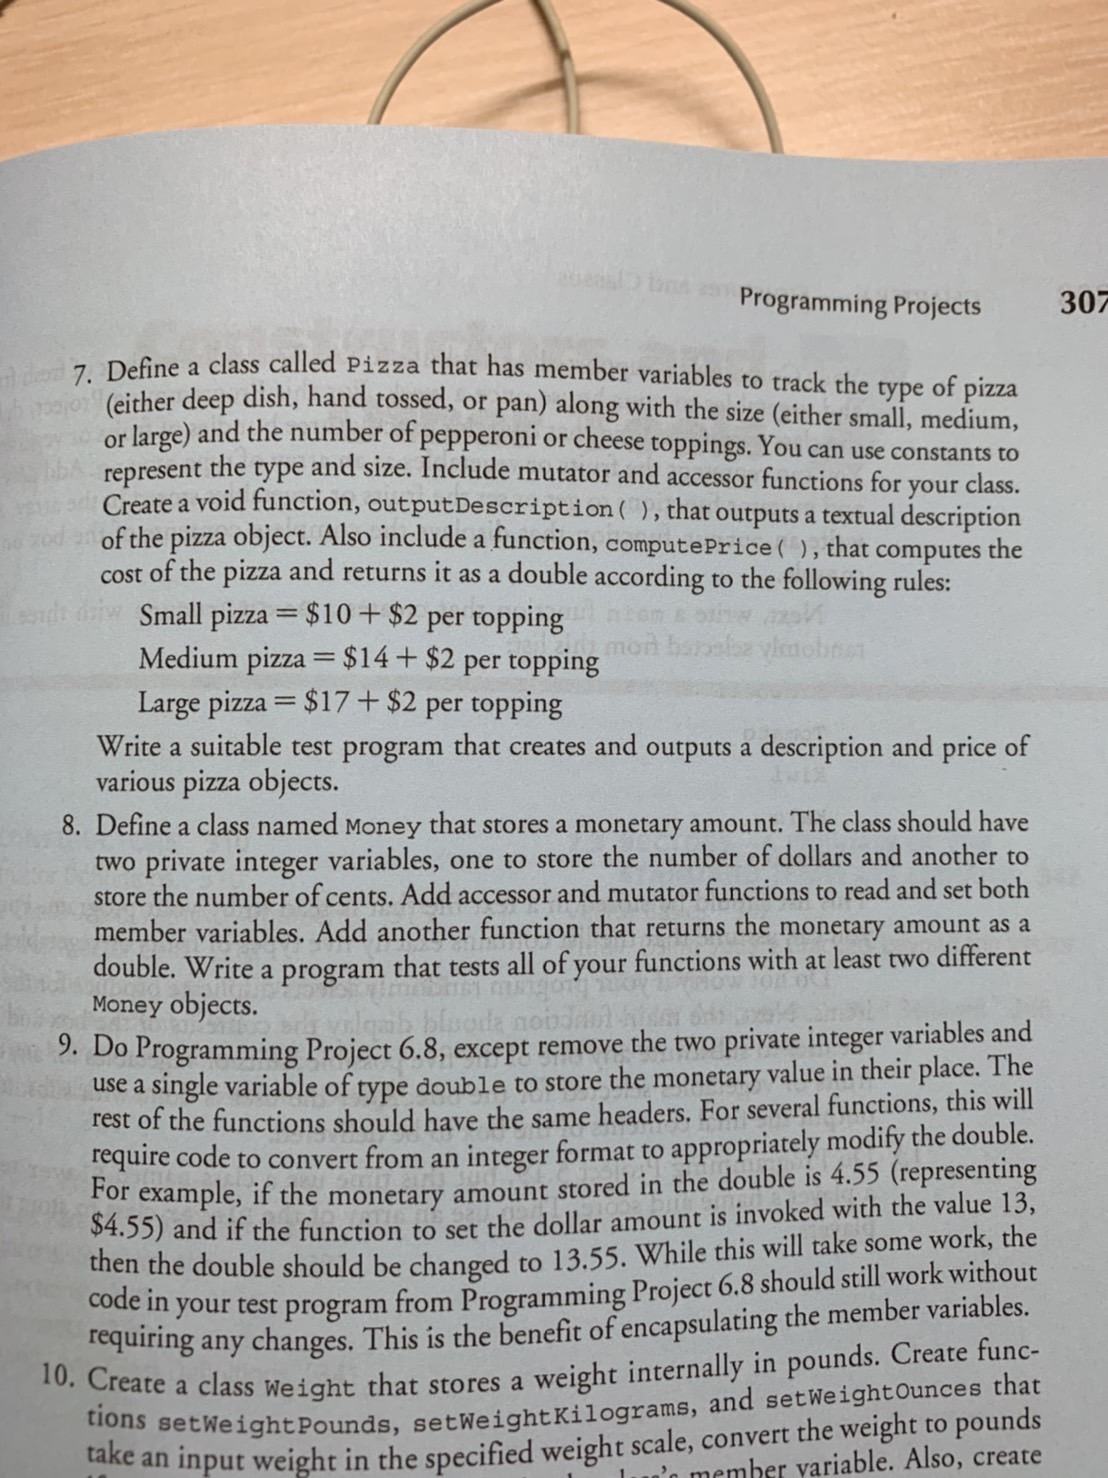 Programming Projects 307
7. Define a class called Pizza that has member variables to track the type of pizza
(either deep dish, hand tossed, or pan) along with the size (either small, medium,
or large) and the number of pepperoni or cheese toppings. You can use constants to
represent the type and size. Include mutator and accessor functions for your class.
Create a void function, outputDescription( ), that outputs a textual description
of the pizza object. Also include a function, computePrice( ), that computes the
cost of the pizza and returns it as a double according to the following rules:
Small pizza = $10 + $2 per topping
Medium pizza = $14 + $2 per topping
Large pizza = $17 + $2 per topping
Write a suitable test program that creates and outputs a description and price of
various pizza objects.
8. Define a class named Money that stores a monetary amount. The class should have
two private integer variables, one to store the number of dollars and another to
store the number of cents. Add accessor and mutator functions to read and set both
member variables. Add another function that returns the monetary amount as a
double. Write a program that tests all of your functions with at least two different
Money objects.
9. Do Programming Project 6.8, except remove the two private integer variables and
use a single variable of type double to store the monetary value in their place. The
rest of the functions should have the same headers. For several functions, this will
require code to convert from an integer format to appropriately modify the double.
For example, if the monetary amount stored in the double is 4.55 (representing
$4.55) and if the function to set the dollar amount is invoked with the value 13,
then the double should be changed to 13.55. While this will take some work, the
code in your test program from Programming Project 6.8 should still work without
requiring any changes. This is the benefit of encapsulating the member variables.
10. Create a class Weight that stores a weight internally in pounds. Create func-
tions setWeightPounds, setWeightKilograms, and setWeightOunces that
take an input weight in the specified weight scale, convert the weight to pounds
member variable. Also, create